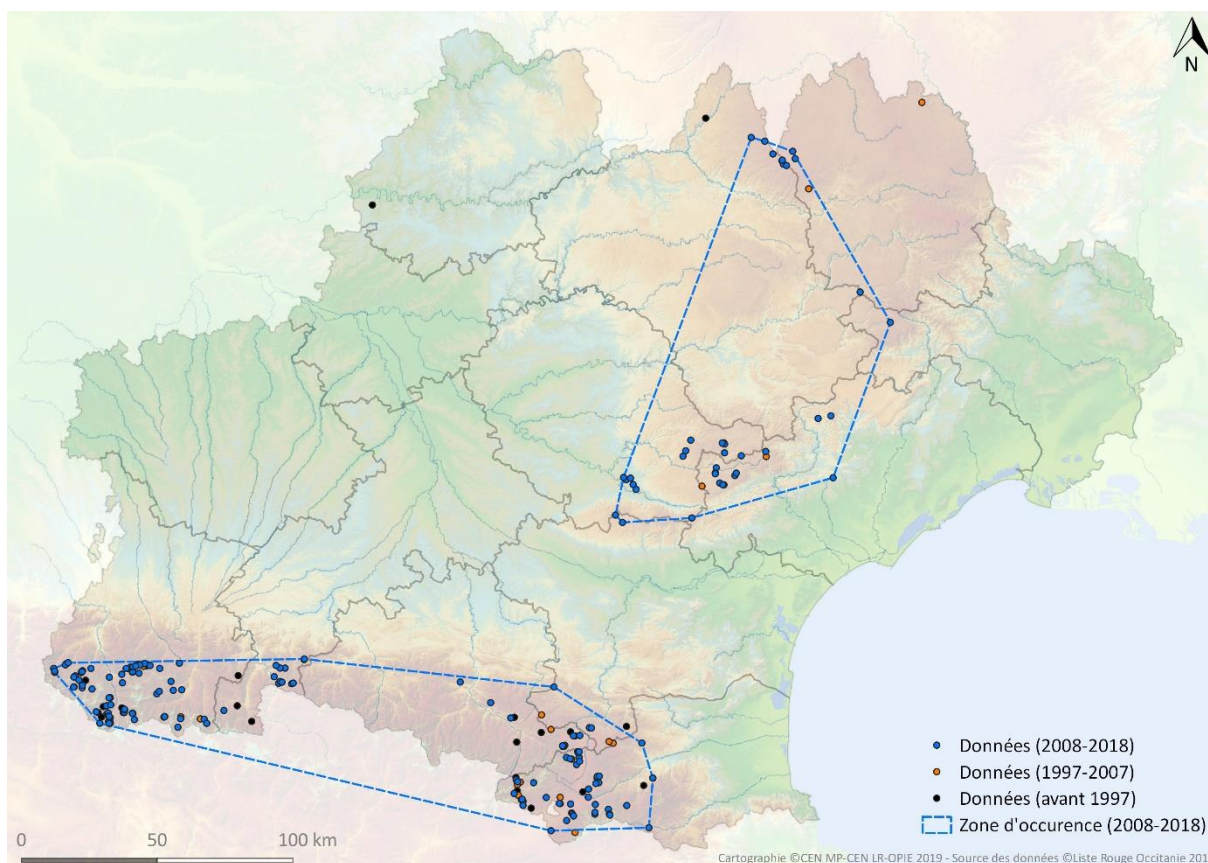 N
Données (2008-2018)
Données (1997-2007)
Données (avant 1997)
Zone d'occurence (2008-2018)
0 50 100 km
Cartographie ©CEN MP-CEN LR-OPIE 2019 - Source des données ©Liste Rouge Occitanie 201